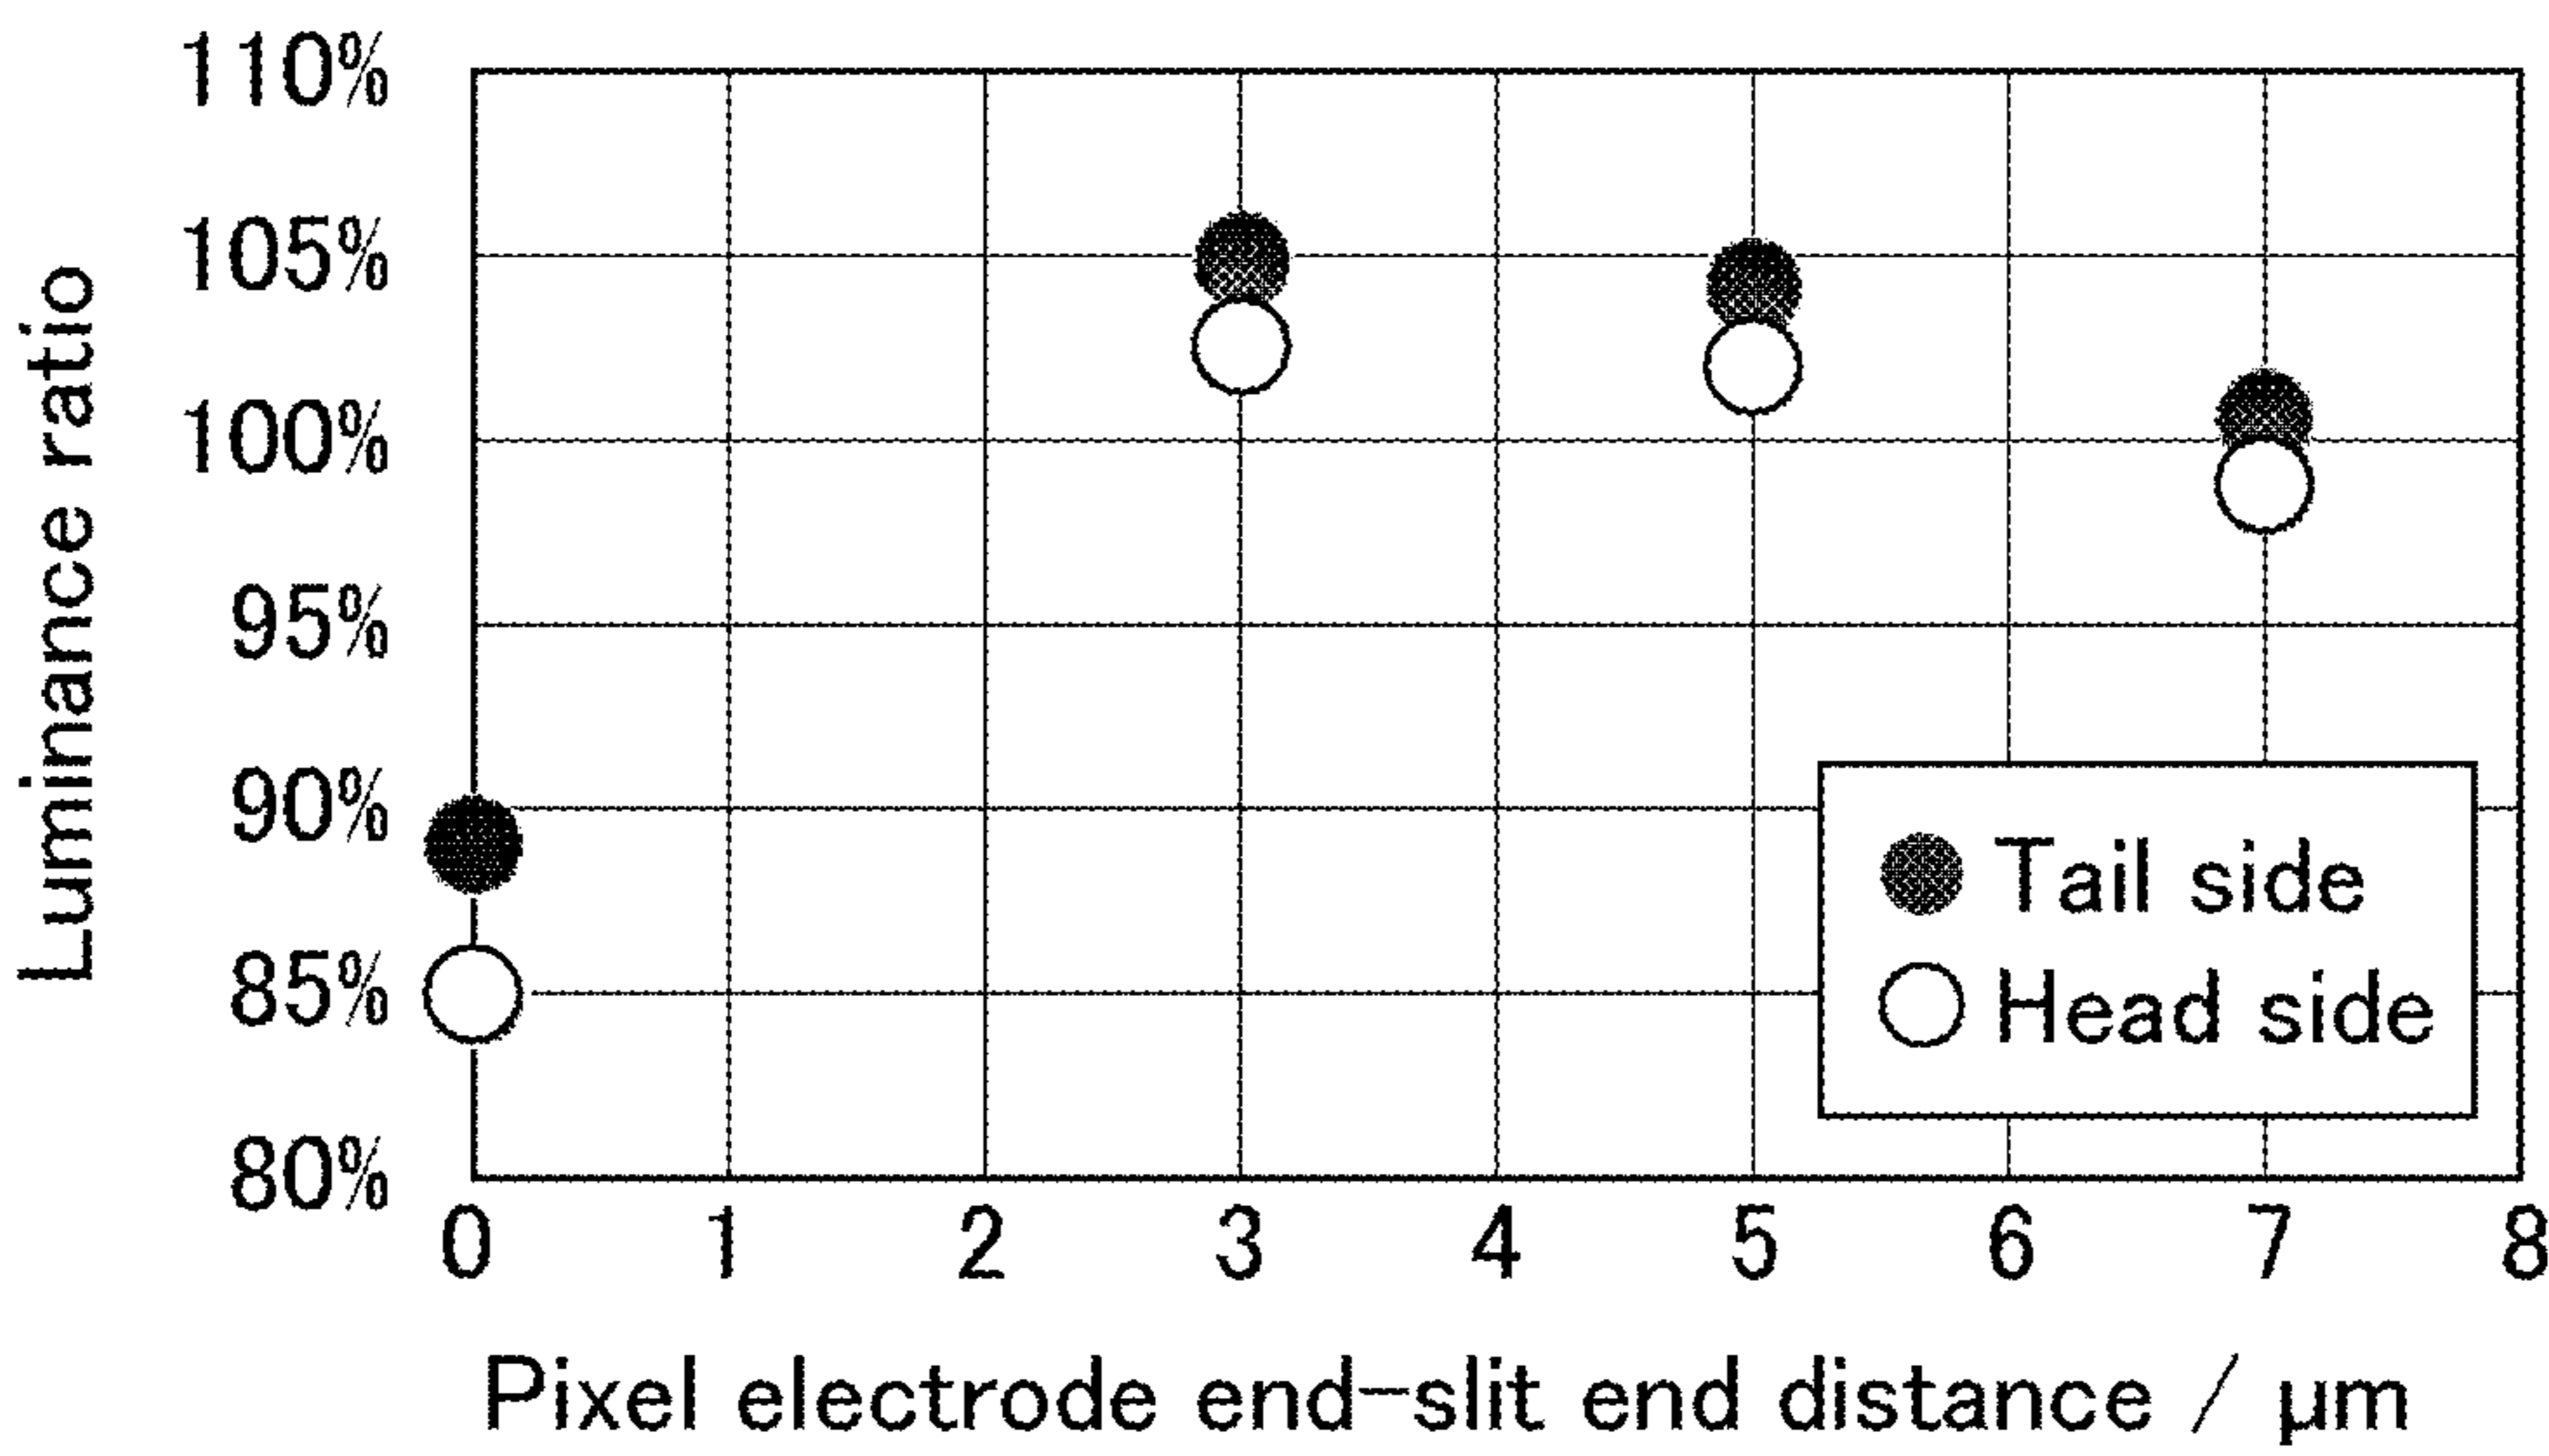 110%
105%
100%
95%
90%
85%
80%
Luminance ratio
0 1 2 3 4 5 6 7 8
Pixel electrode end-slit end distance / µm
Tail side
Head side